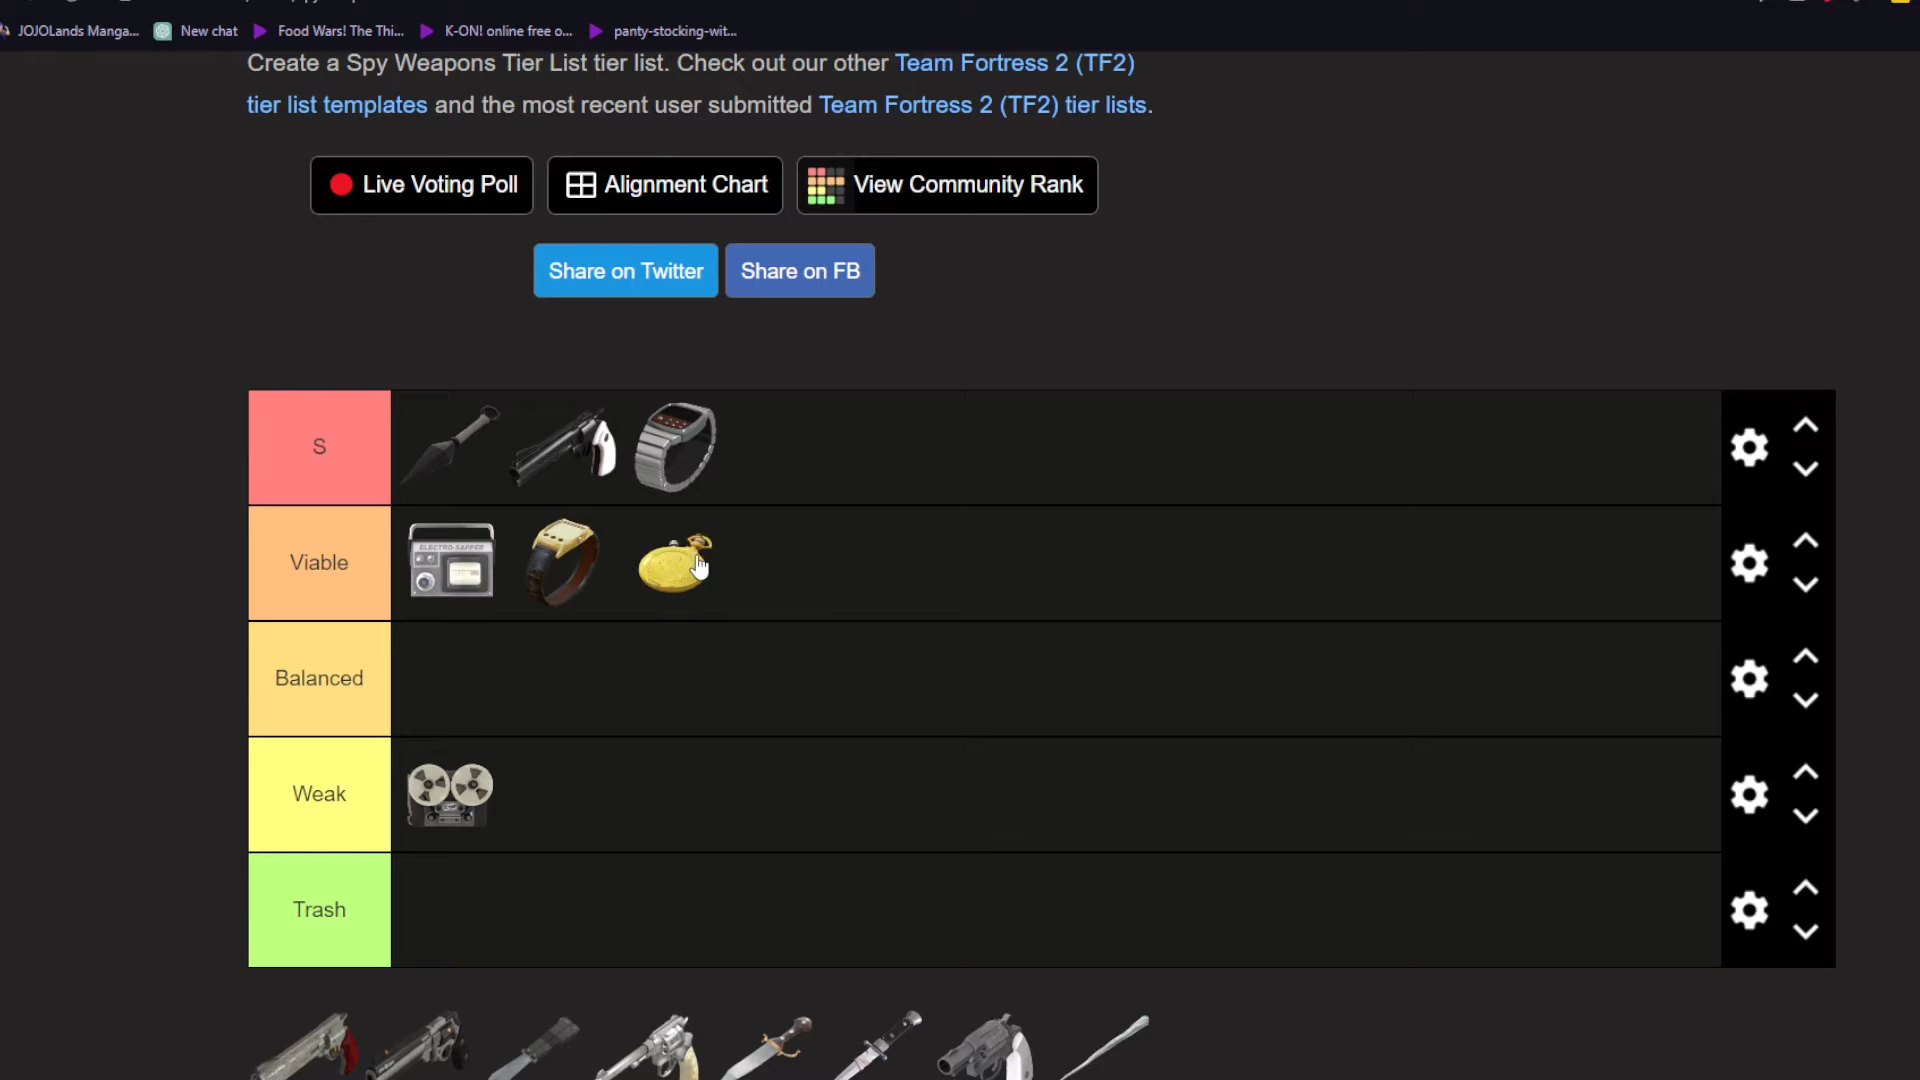 JOJOLands Manga... New chat Food Wars! The Thi... K-ON! online free o... panty-stocking-wit...
Create a Spy Weapons Tier List tier list. Check out our other Team Fortress 2 (TF2)
tier list templates and the most recent user submitted Team Fortress 2 (TF2) tier lists.
Live Voting Poll Alignment Chart View Community Rank
Share on Twitter Share on FB
S
Viable
ELECTRO-SAPPER
Balanced
Weak
Trash